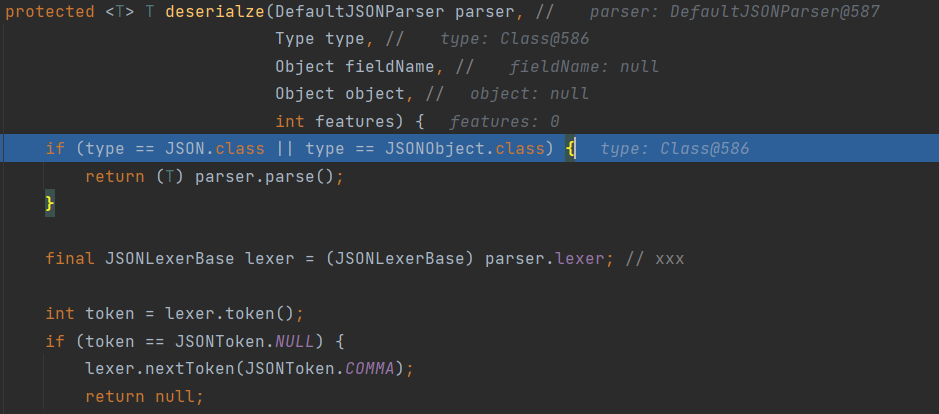 protected <T> T deserialze(DefaultJSONParser parser, // parser: DefaultJSONParser@587
Type type, // type: Class@586
Object fieldName, // fieldName: null
Object object, // object: null
int features) { features: 0
if (type == JSON.class || type == JSONObject.class) { type: Class@586
return (T) parser.parse();
}
final JSONLexerBase lexer = (JSONLexerBase) parser.lexer; // xxx
int token = lexer.token();
if (token == JSONToken.NULL) {
lexer.nextToken(JSONToken.COMMA);
return null;